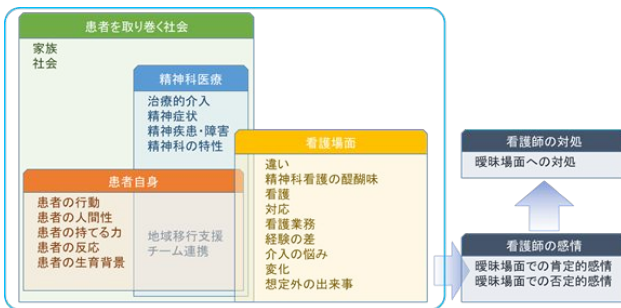 患者を取り巻く社会
家族
社会
精神科医療
治療的介入
精神症状
精神疾患・障害
精神科の特性
看護場面
違い
精神科看護の醍醐味
看護
対応
看護業務
経験の差
介入の悩み
変化
想定外の出来事
患者自身
患者の行動
患者の人間性
患者の持てる力
患者の反応
患者の生育背景
地域移行支援
チーム連携
看護師の対処
曖昧場面への対処
看護師の感情
曖昧場面での肯定的感情
曖昧場面での否定的感情